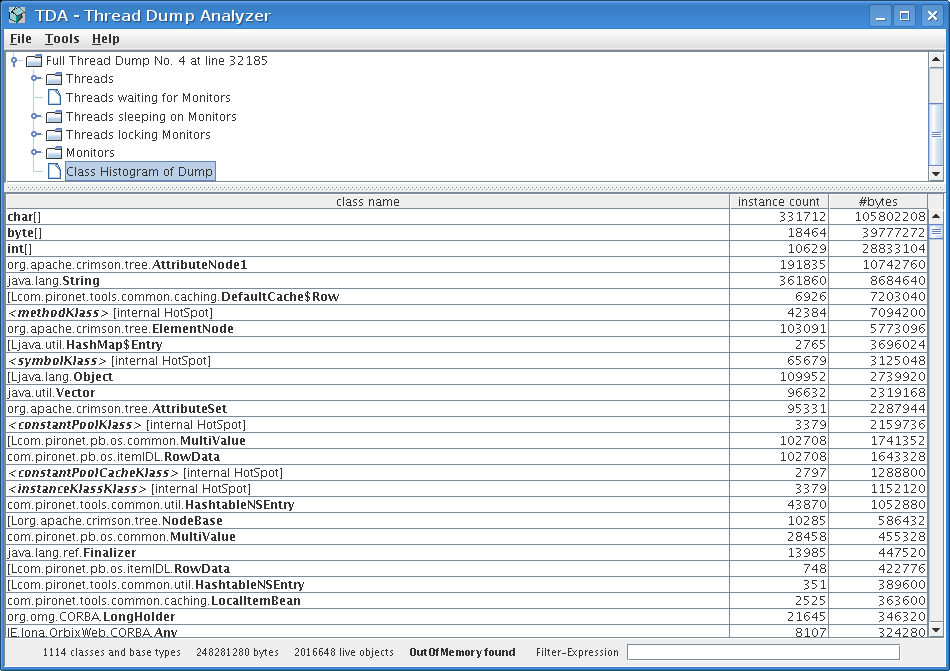 TDA - Thread Dump Analyzer
File Tools Help
Full Thread Dump No. 4 at line 32185
Threads
Threads waiting for Monitors
Threads sleeping on Monitors
Threads locking Monitors
Monitors
Class Histogram of Dump
class name instance count #bytes
char[] 331712 105802208
byte[] 18464 39777272
int[] 10629 28833104
org.apache.crimson.tree.AttributeNode1 191835 10742760
java.lang.String 361860 8684640
[Lcom.pironet.tools.common.caching.DefaultCache$Row 6926 7203040
<methodKlass> [internal HotSpot] 42384 7094200
org.apache.crimson.tree.ElementNode 103091 5773096
[Ljava.util.HashMap$Entry 2765 3696024
<symbolKlass> [internal HotSpot] 65679 3125048
[Ljava.lang.Object 109952 2739920
java.util.Vector 96632 2319168
org.apache.crimson.tree.AttributeSet 95331 2287944
<constantPoolKlass> [internal HotSpot] 3379 2159736
[Lcom.pironet.pb.os.common.MultiValue 102708 1741352
com.pironet.pb.os.itemIDL.RowData 102708 1643328
<constantPoolCacheKlass> [internal HotSpot] 2797 1288800
<instanceKlassKlass> [internal HotSpot] 3379 1152120
com.pironet.tools.common.util.HashtableNSEntry 43870 1052880
[Lorg.apache.crimson.tree.NodeBase 10285 586432
com.pironet.pb.os.common.MultiValue 28458 455328
java.lang.ref.Finalizer 13985 447520
[Lcom.pironet.pb.os.itemIDL.RowData 748 422776
[Lcom.pironet.tools.common.util.HashtableNSEntry 351 389600
com.pironet.tools.common.caching.LocalItemBean 2525 363600
org.omg.CORBA.LongHolder 21645 346320
IE.Iona.OrbixWeb.CORBA.Any 8107 324280
1114 classes and base types 248281280 bytes 2016648 live objects OutOfMemory found Filter-Expression